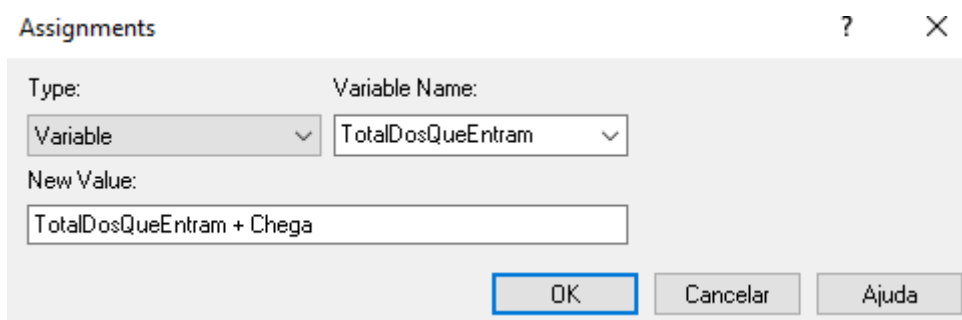 Assignments ? ×
Type: Variable Name:
Variable TotalDosQueEntram
New Value:
TotalDosQueEntram + Chega
OK Cancelar Ajuda